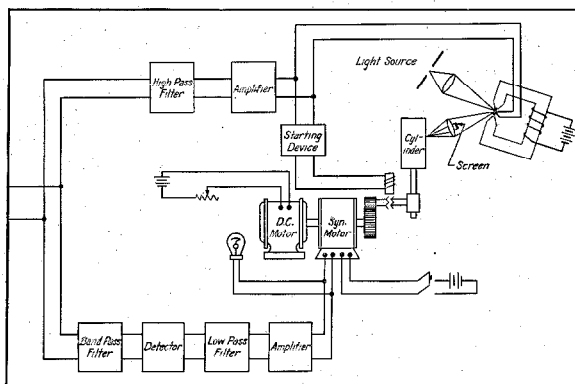 Light Source
High Pass
Filter
Amplifier
Starting
Device
Cyl-
inder
Screen
D.C.
Motor
Syn.
Motor
Band Pass
Filter
Detector
Low Pass
Filter
Amplifier